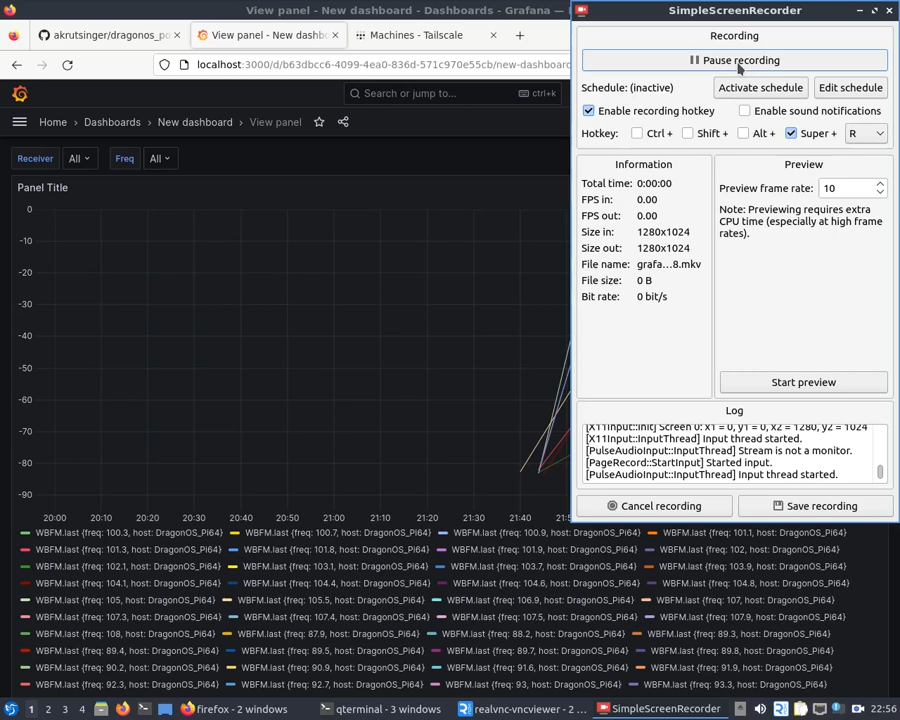 View panel - New dashboard - Dashboards - Grafana —
SimpleScreenRecorder
akrutsinger/dragonos_po
View panel - New dashboard
Machines - Tailscale
localhost:3000/d/b63dbcc6-4099-4ea0-836d-571c970e55cb/new-dashboard
Search or jump to...
ctrl+k
Home › Dashboards › New dashboard › View panel
Receiver All Freq All
Panel Title
0
-10
-20
-30
-40
-50
-60
-70
-80
-90
20:00 20:10 20:20 20:30 20:40 20:50 21:00 21:10 21:20 21:30 21:40 21:5
WBFM.last {freq: 100.3, host: DragonOS_Pi64} WBFM.last {freq: 100.7, host: DragonOS_Pi64} WBFM.last {freq: 100.9, host: DragonOS_Pi64} WBFM.last {freq: 101.1, host: DragonOS_Pi64}
WBFM.last {freq: 101.3, host: DragonOS_Pi64} WBFM.last {freq: 101.8, host: DragonOS_Pi64} WBFM.last {freq: 101.9, host: DragonOS_Pi64} WBFM.last {freq: 102, host: DragonOS_Pi64}
WBFM.last {freq: 102.1, host: DragonOS_Pi64} WBFM.last {freq: 103.1, host: DragonOS_Pi64} WBFM.last {freq: 103.7, host: DragonOS_Pi64} WBFM.last {freq: 103.9, host: DragonOS_Pi64}
WBFM.last {freq: 104.1, host: DragonOS_Pi64} WBFM.last {freq: 104.4, host: DragonOS_Pi64} WBFM.last {freq: 104.6, host: DragonOS_Pi64} WBFM.last {freq: 104.8, host: DragonOS_Pi64}
WBFM.last {freq: 105, host: DragonOS_Pi64} WBFM.last {freq: 105.5, host: DragonOS_Pi64} WBFM.last {freq: 106.9, host: DragonOS_Pi64} WBFM.last {freq: 107, host: DragonOS_Pi64}
WBFM.last {freq: 107.3, host: DragonOS_Pi64} WBFM.last {freq: 107.4, host: DragonOS_Pi64} WBFM.last {freq: 107.5, host: DragonOS_Pi64} WBFM.last {freq: 107.9, host: DragonOS_Pi64}
WBFM.last {freq: 108, host: DragonOS_Pi64} WBFM.last {freq: 87.9, host: DragonOS_Pi64} WBFM.last {freq: 88.2, host: DragonOS_Pi64} WBFM.last {freq: 89.3, host: DragonOS_Pi64}
WBFM.last {freq: 89.4, host: DragonOS_Pi64} WBFM.last {freq: 89.5, host: DragonOS_Pi64} WBFM.last {freq: 89.7, host: DragonOS_Pi64} WBFM.last {freq: 89.8, host: DragonOS_Pi64}
WBFM.last {freq: 90.2, host: DragonOS_Pi64} WBFM.last {freq: 90.9, host: DragonOS_Pi64} WBFM.last {freq: 91.6, host: DragonOS_Pi64} WBFM.last {freq: 91.9, host: DragonOS_Pi64}
WBFM.last {freq: 92.3, host: DragonOS_Pi64} WBFM.last {freq: 92.7, host: DragonOS_Pi64} WBFM.last {freq: 93, host: DragonOS_Pi64} WBFM.last {freq: 93.3, host: DragonOS_Pi64}
Recording
Pause recording
Schedule: (inactive) Activate schedule Edit schedule
Enable recording hotkey Enable sound notifications
Hotkey: Ctrl + Shift + Alt + Super + R
Information
Total time: 0:00:00
FPS in: 0.00
FPS out: 0.00
Size in: 1280x1024
Size out: 1280x1024
File name: grafa...8.mkv
File size: 0 B
Bit rate: 0 bit/s
Preview
Preview frame rate: 10
Note: Previewing requires extra
CPU time (especially at high frame
rates).
Start preview
Log
[X11Input::Init] Screen 0: x1 = 0, y1 = 0, x2 = 1280, y2 = 1024
[X11Input::InputThread] Input thread started.
[PulseAudioInput::InputThread] Stream is not a monitor.
[PageRecord::StartInput] Started input.
[PulseAudioInput::InputThread] Input thread started.
Cancel recording Save recording
1 2 3 4 firefox - 2 windows qterminal - 3 windows realvnc-vncviewer - 2 ... SimpleScreenRecorder 22:56